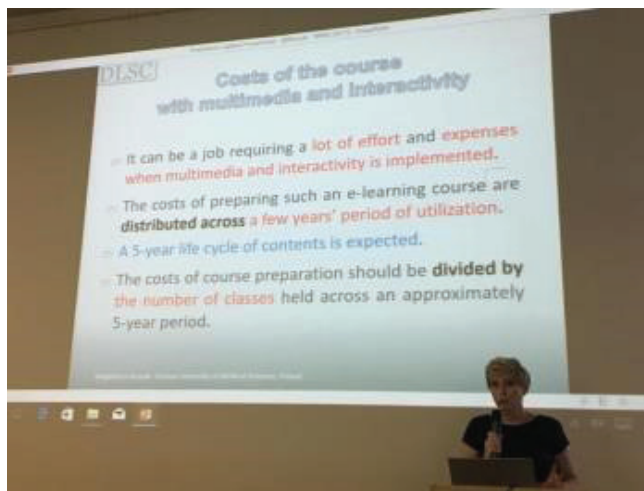 DLSC
Costs of the course
with multimedia and Interactivity
It can be a job requiring a lot of effort and expenses
when multimedia and interactivity is implemented.
The costs of preparing such an e-learning course are
distributed across a few years' period of utilization.
A 5-year life cycle of contents is expected.
The costs of course preparation should be divided by
the number of classes held across an approximately
5-year period.